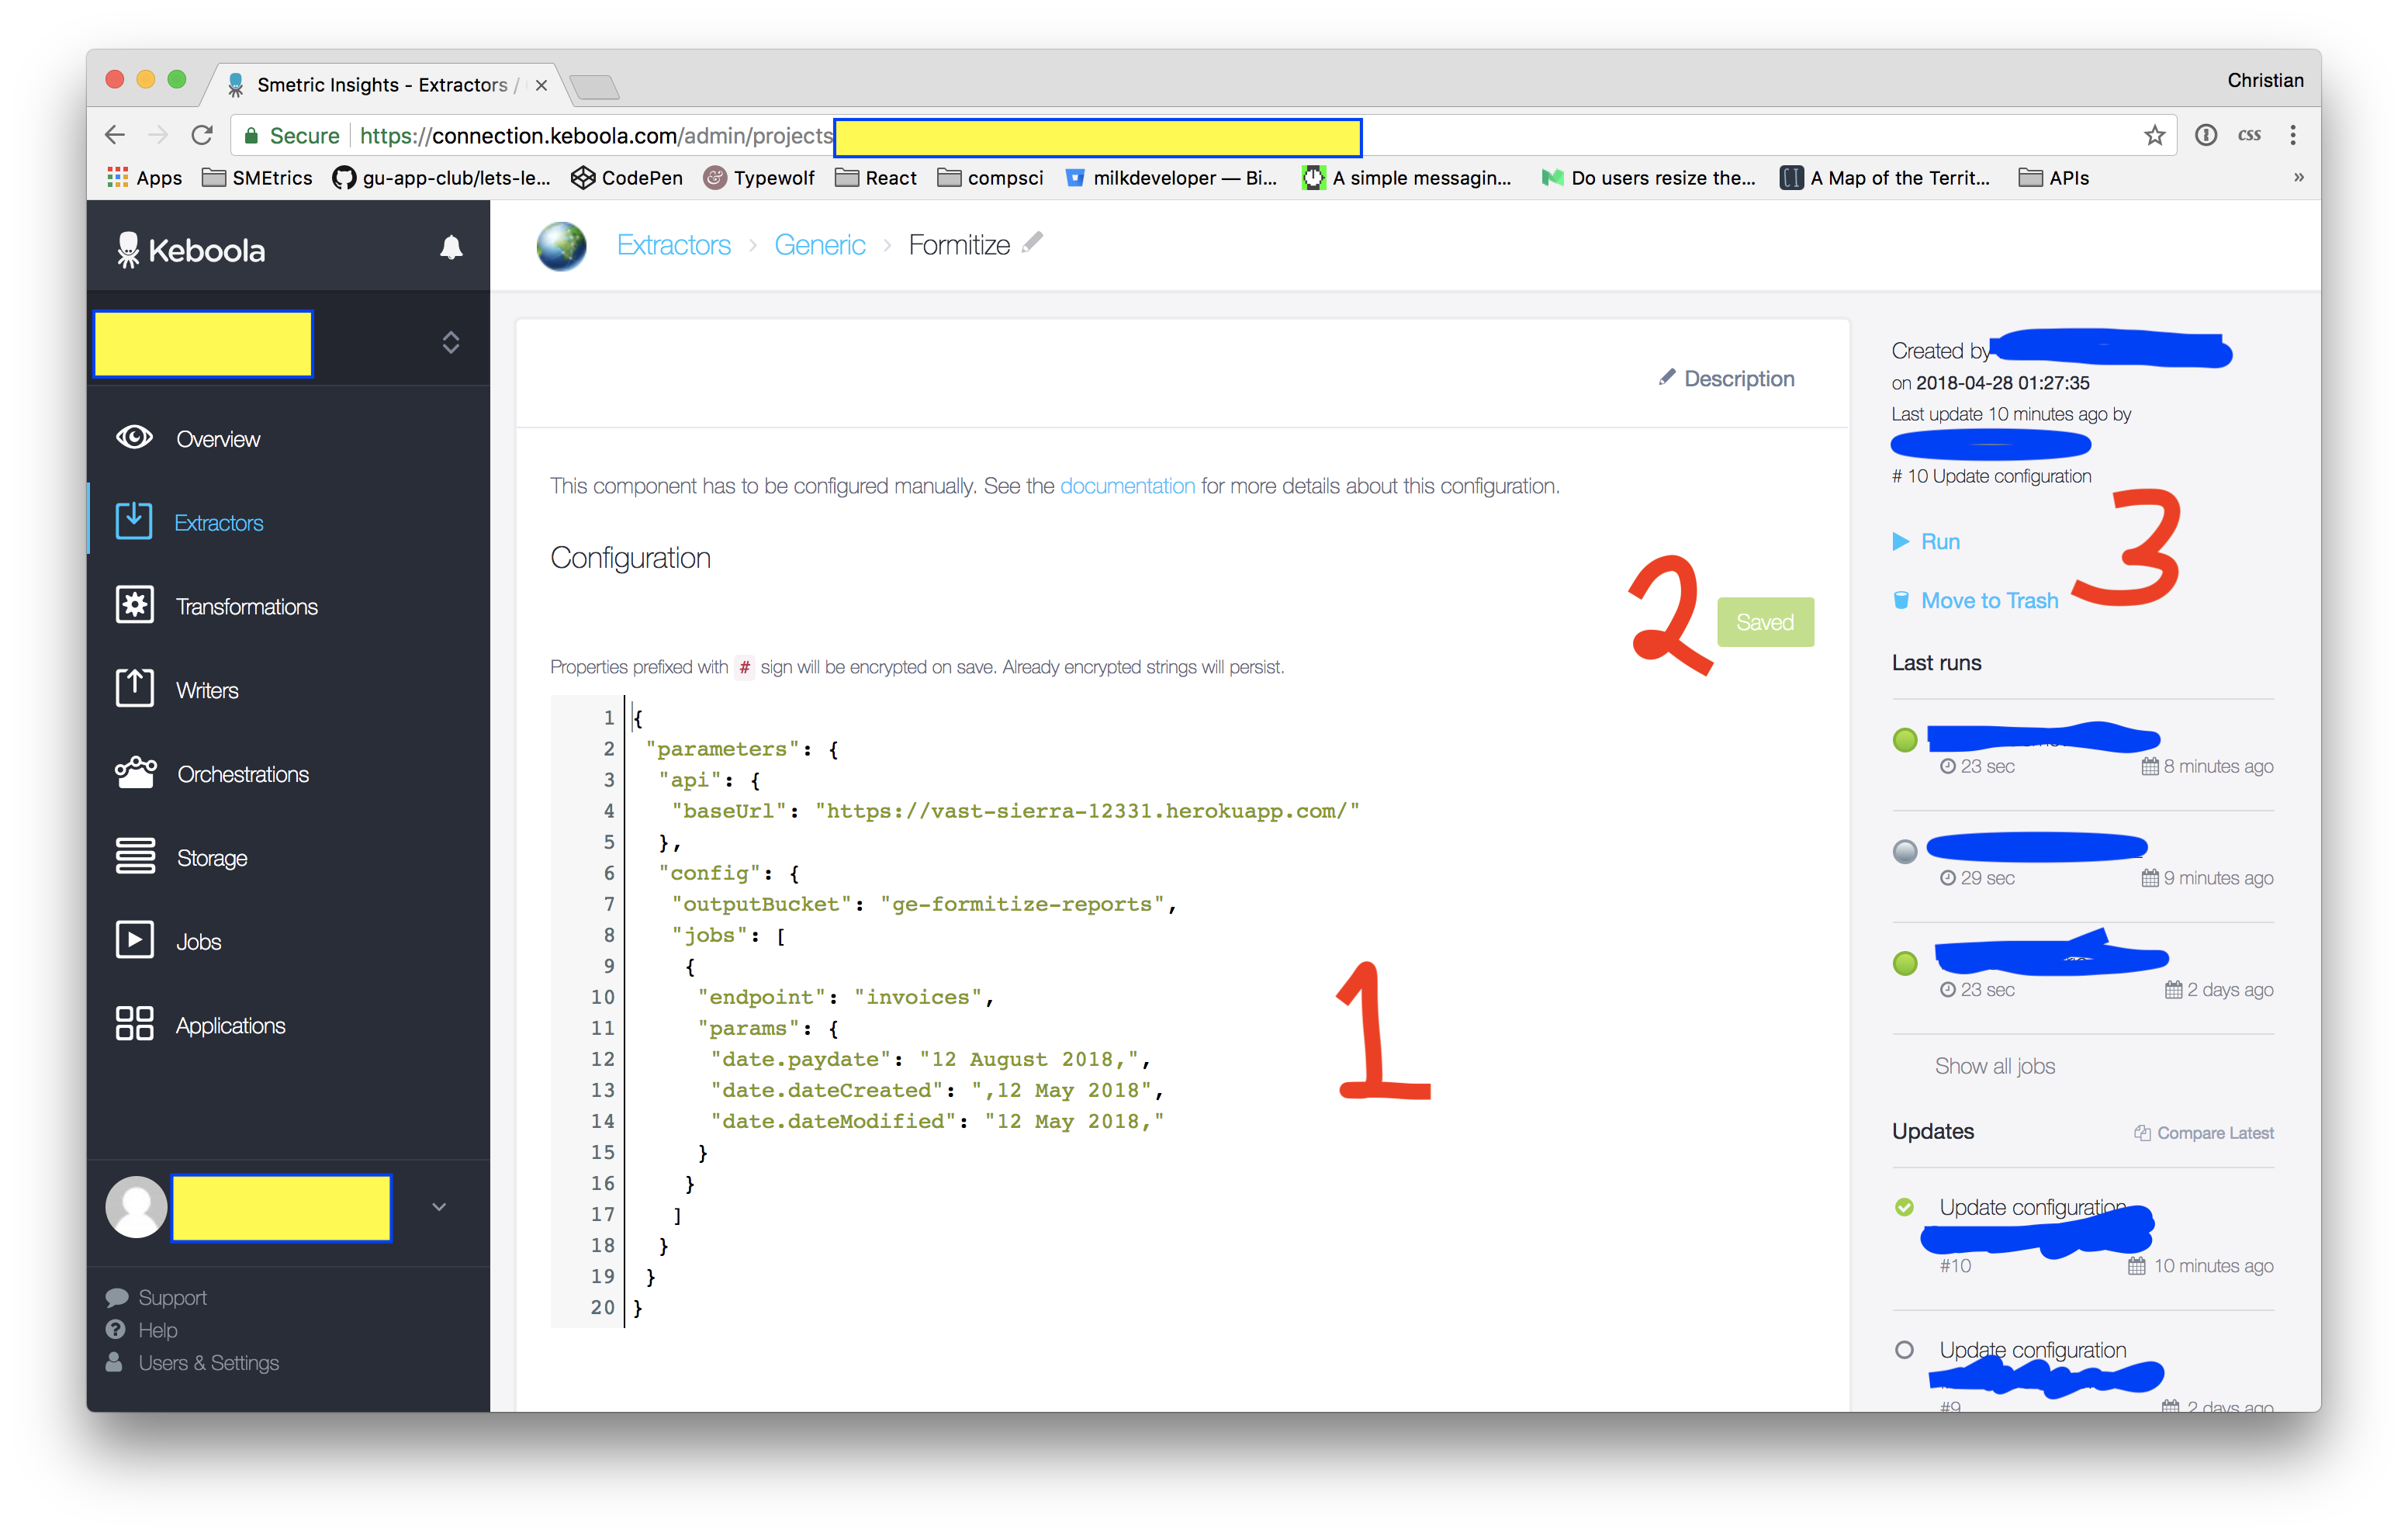 Smetric Insights - Extractors /
Christian
Secure
https://connection.keboola.com/admin/projects
css
Apps
SMEtrics
gu-app-club/lets-le...
CodePen
Typewolf
React
compsci
milkdeveloper — Bi...
A simple messagin...
Do users resize the...
A Map of the Territ...
APIs
»
Keboola
Extractors
Generic
Formitize
Overview
Extractors
Transformations
Writers
Orchestrations
Storage
Jobs
Applications
Support
Help
Users & Settings
Description
This component has to be configured manually. See the documentation for more details about this configuration.
Configuration
2
Saved
Properties prefixed with # sign will be encrypted on save. Already encrypted strings will persist.
1 {
2 "parameters": {
3 "api": {
4 "baseUrl": "https://vast-sierra-12331.herokuapp.com/"
5 },
6 "config": {
7 "outputBucket": "ge-formitize-reports",
8 "jobs": [
9 {
10 "endpoint": "invoices",
11 "params": {
12 "date.paydate": "12 August 2018,",
13 "date.dateCreated": ",12 May 2018",
14 "date.dateModified": "12 May 2018,"
15 }
16 }
17 ]
18 }
19 }
20 }
1
Created by
on 2018-04-28 01:27:35
Last update 10 minutes ago by
# 10 Update configuration
Run
3
Move to Trash
Last runs
23 sec
8 minutes ago
29 sec
9 minutes ago
23 sec
2 days ago
Show all jobs
Updates
Compare Latest
Update configuration
#10
10 minutes ago
Update configuration
#9
2 days ago